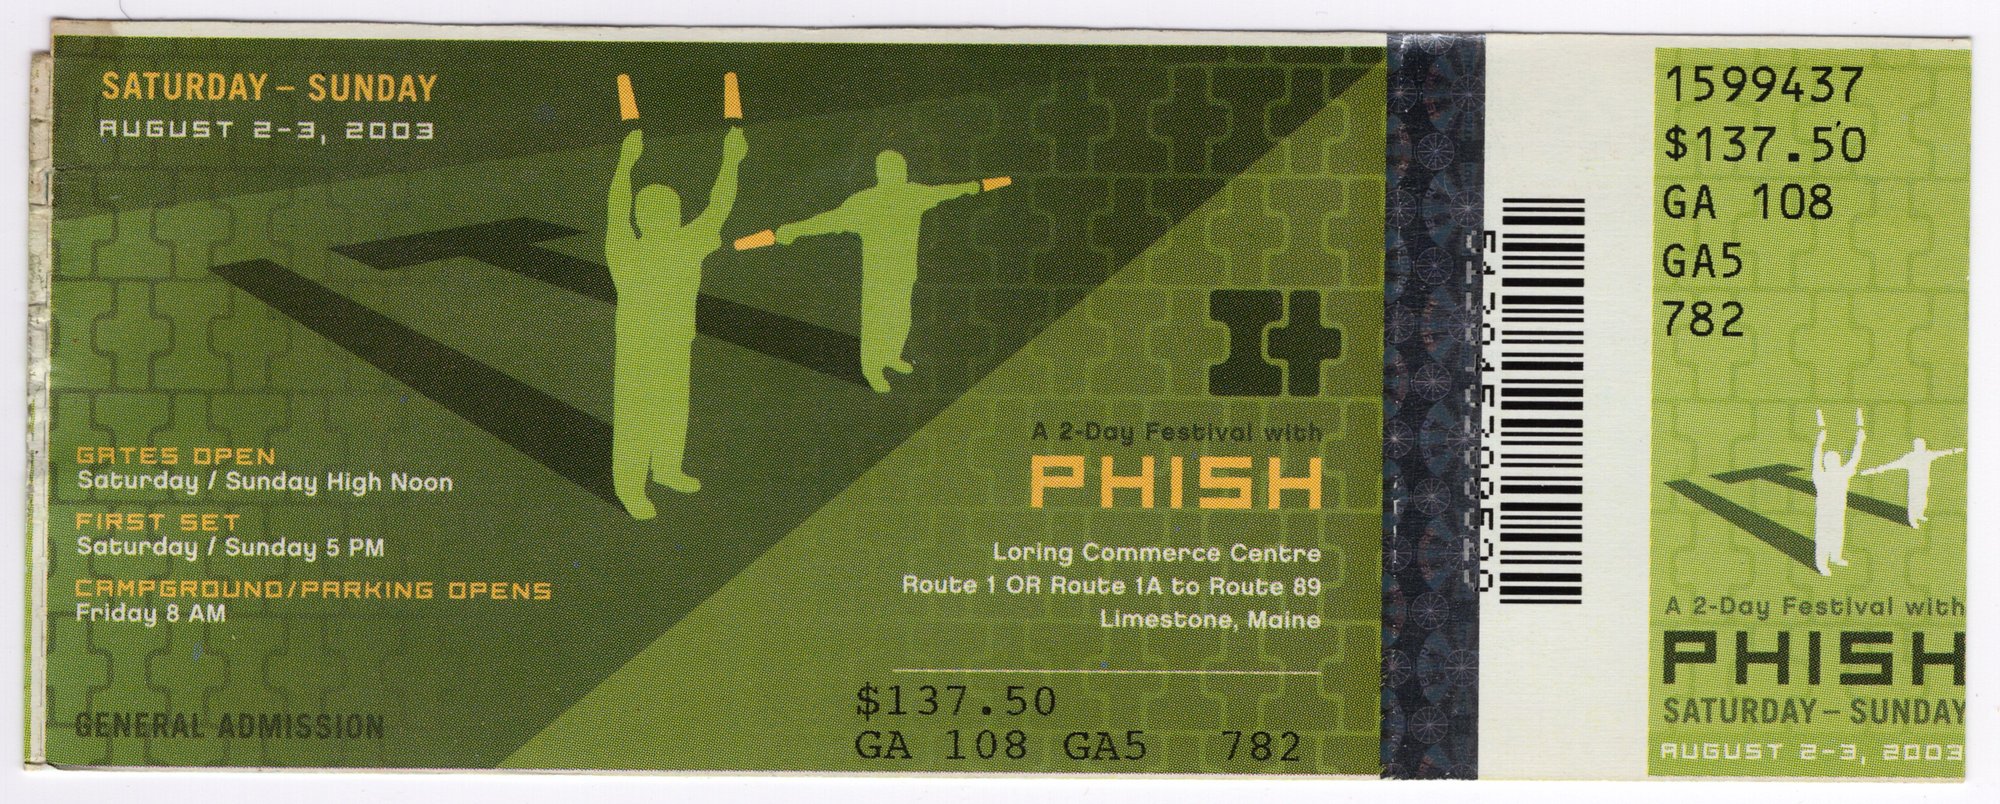 SATURDAY – SUNDAY
AUGUST 2-3, 2003
GATES OPEN
Saturday / Sunday High Noon
FIRST SET
Saturday / Sunday 5 PM
CAMPGROUND/PARKING OPENS
Friday 8 AM
GENERAL ADMISSION
It
A 2-Day Festival with
PHISH
Loring Commerce Centre
Route 1 OR Route 1A to Route 89
Limestone, Maine
$137.50
GA 108 GA5 782
1599437
$137.50
GA 108
GA5
782
A 2-Day Festival with
PHISH
SATURDAY – SUNDAY
AUGUST 2-3, 2003